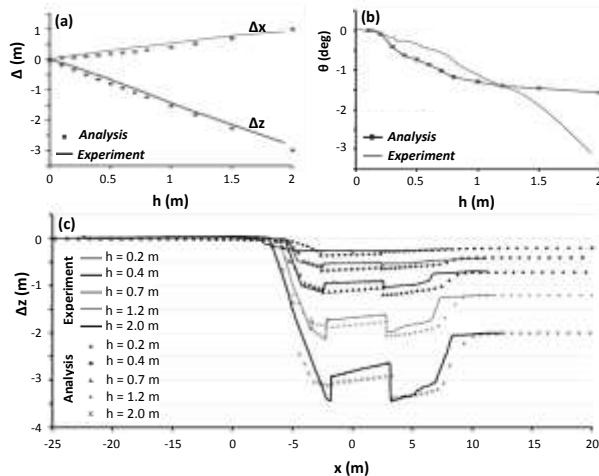 (a)
Δx
Δz
Analysis
Experiment
Δ (m)
1
0
-1
-2
-3
0 0.5 1 1.5 2
h (m)
(b)
θ (deg)
0
-1
-2
-3
Analysis
Experiment
0 0.5 1 1.5 2
h (m)
(c)
Δz (m)
0
-1
-2
-3
-4
Experiment
h = 0.2 m
h = 0.4 m
h = 0.7 m
h = 1.2 m
h = 2.0 m
Analysis
h = 0.2 m
h = 0.4 m
h = 0.7 m
h = 1.2 m
h = 2.0 m
-25 -20 -15 -10 0 -5 0 5 10 15 20
x (m)